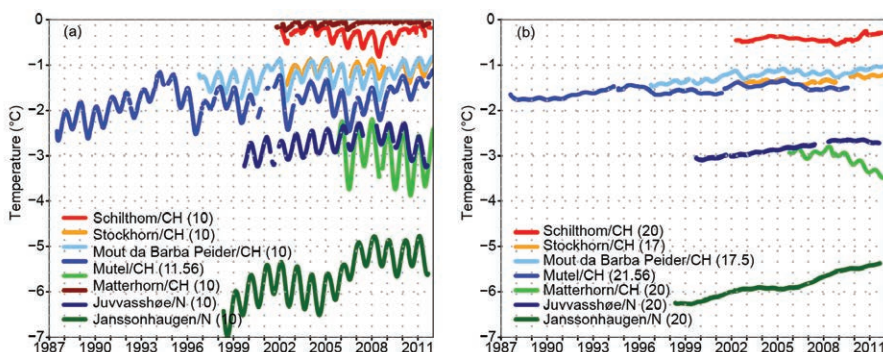 (a)
Temperature (°C)
0
−1
−2
−3
−4
−5
−6
−7
Schilthom/CH (10)
Stockhorn/CH (10)
Mout da Barba Peider/CH (10)
Mutel/CH (11.56)
Matterhorn/CH (10)
Juvvasshøe/N (10)
Janssonhaugen/N (10)
1987 1990 1993 1996 1999 2002 2005 2008 2011
(b)
Temperature (°C)
0
−1
−2
−3
−4
−5
−6
−7
Schilthom/CH (20)
Stockhorn/CH (17)
Mout da Barba Peider/CH (17.5)
Mutel/CH (21.56)
Matterhorn/CH (20)
Juvvasshøe/N (20)
Janssonhaugen/N (20)
1987 1990 1993 1996 1999 2002 2005 2008 2011